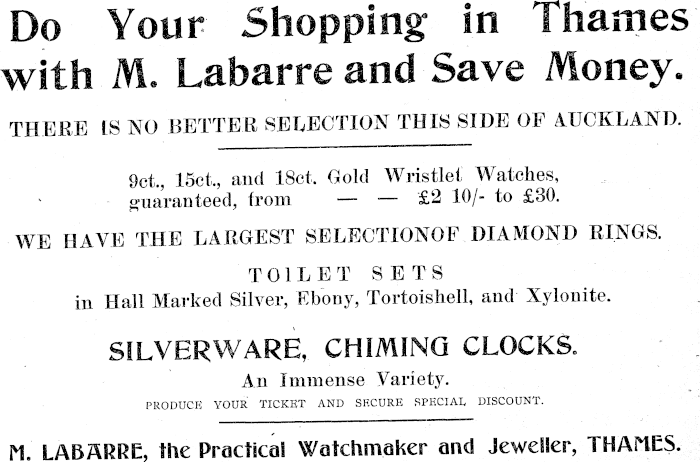 Do Your Shopping in Thames
with M. Labarre and Save Money.
THERE IS NO BETTER SELECTION THIS SIDE OF AUCKLAND.
9ct., 15ct., and 18ct. Gold Wristlet Watches,
guaranteed, from — — £2 10/- to £30.
WE HAVE THE LARGEST SELECTIONOF DIAMOND RINGS.
TOILET SETS
in Hall Marked Silver, Ebony, Tortoishell, and Xylonite.
SILVERWARE, CHIMING CLOCKS.
An Immense Variety.
PRODUCE YOUR TICKET AND SECURE SPECIAL DISCOUNT.
M. LABARRE, the Practical Watchmaker and Jeweller, THAMES.